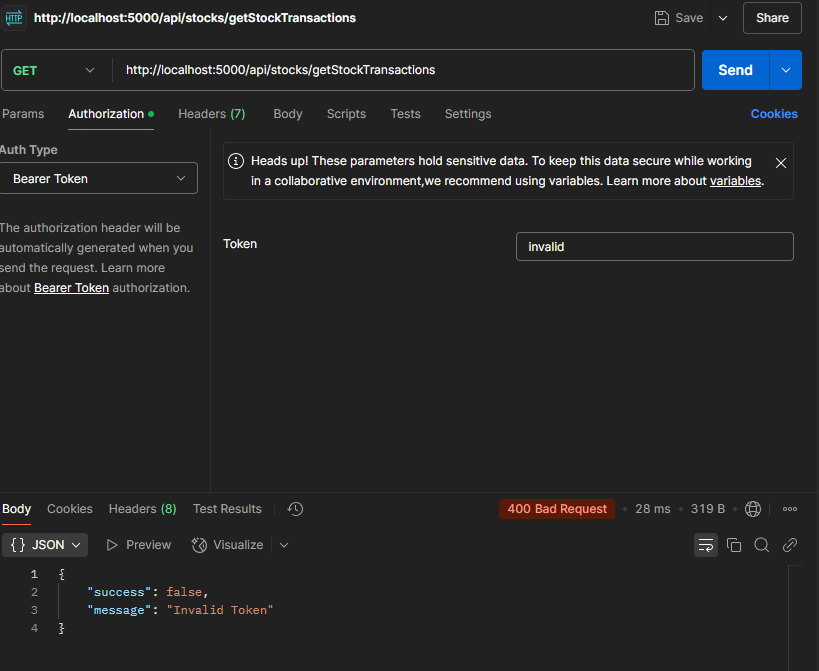 HTTP http://localhost:5000/api/stocks/getStockTransactions Save Share
GET http://localhost:5000/api/stocks/getStockTransactions Send
Params Authorization Headers (7) Body Scripts Tests Settings Cookies
Auth Type
Bearer Token
The authorization header will be
automatically generated when you
send the request. Learn more
about Bearer Token authorization.
Heads up! These parameters hold sensitive data. To keep this data secure while working
in a collaborative environment,we recommend using variables. Learn more about variables.
Token invalid
Body Cookies Headers (8) Test Results 400 Bad Request • 28 ms • 319 B
{} JSON Preview Visualize
1 {
2 "success": false,
3 "message": "Invalid Token"
4 }